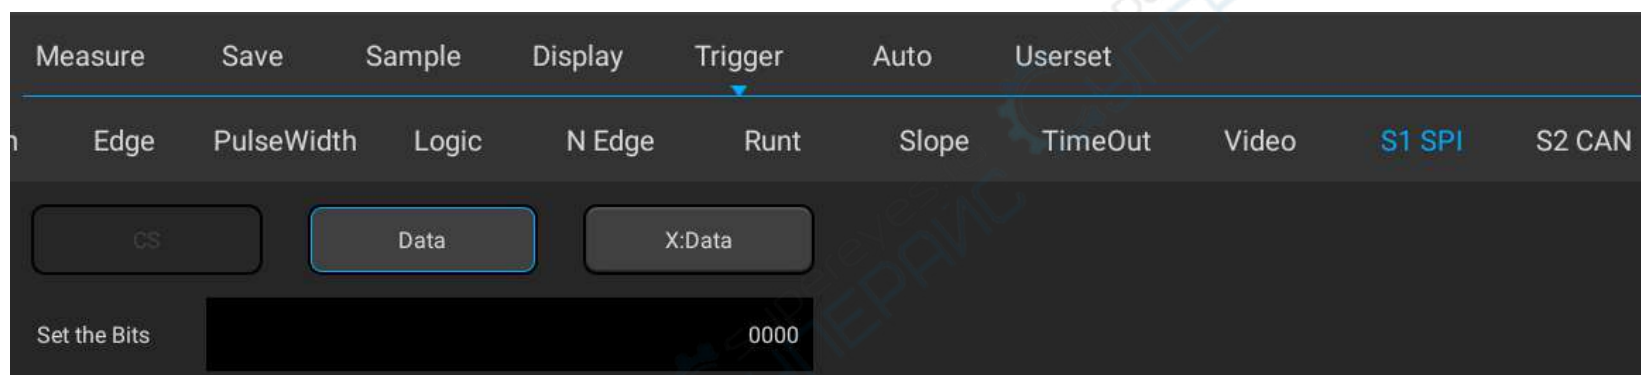 Measure Save Sample Display Trigger Auto Userset
Edge PulseWidth Logic N Edge Runt Slope TimeOut Video S1 SPI S2 CAN
CS Data X:Data
Set the Bits 0000